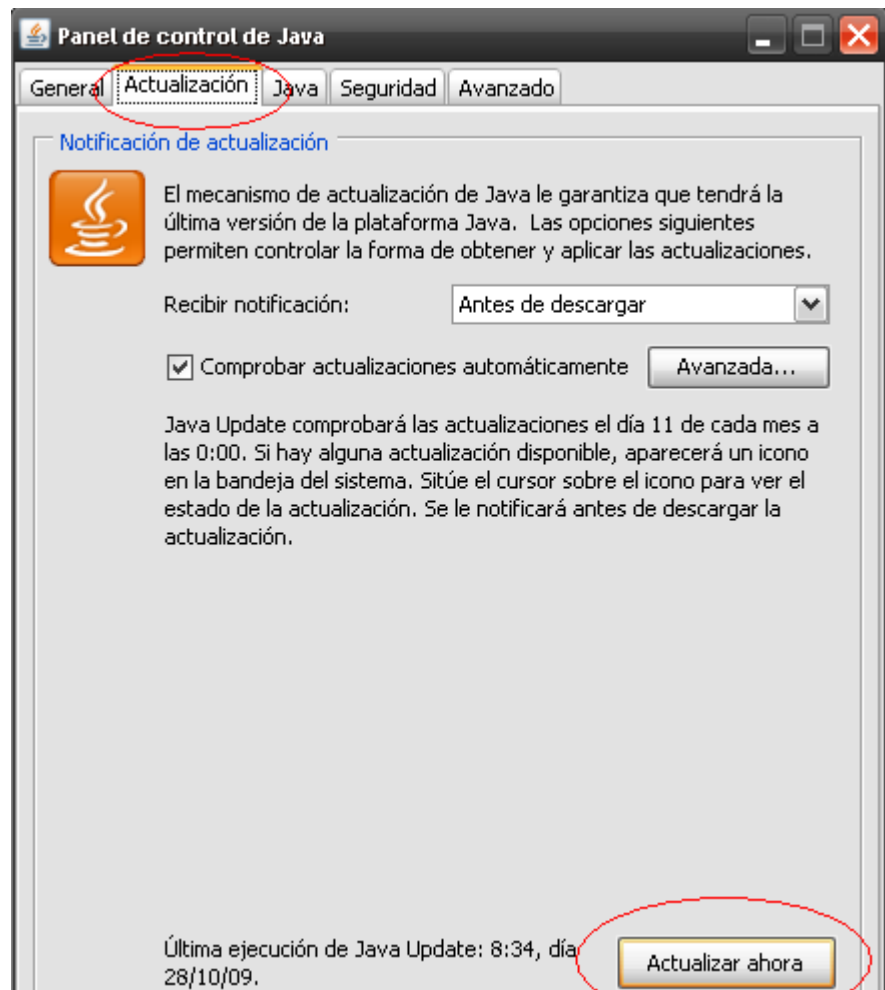 Panel de control de Java
General Actualización Java Seguridad Avanzado
Notificación de actualización
El mecanismo de actualización de Java le garantiza que tendrá la
última versión de la plataforma Java. Las opciones siguientes
permiten controlar la forma de obtener y aplicar las actualizaciones.
Recibir notificación: Antes de descargar
Comprobar actualizaciones automáticamente Avanzada...
Java Update comprobará las actualizaciones el día 11 de cada mes a
las 0:00. Si hay alguna actualización disponible, aparecerá un icono
en la bandeja del sistema. Sitúe el cursor sobre el icono para ver el
estado de la actualización. Se le notificará antes de descargar la
actualización.
Última ejecución de Java Update: 8:34, día
28/10/09.
Actualizar ahora